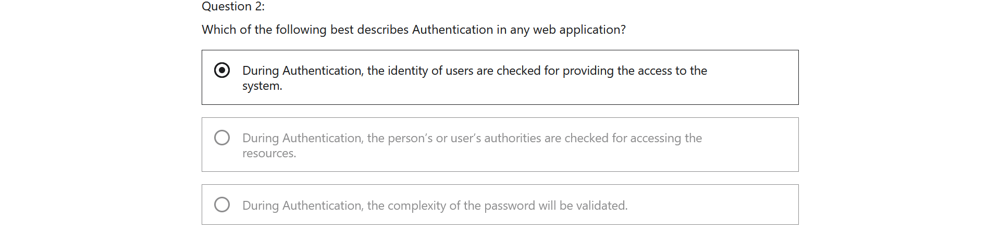 Question 2:
Which of the following best describes Authentication in any web application?
During Authentication, the identity of users are checked for providing the access to the
system.
During Authentication, the person’s or user’s authorities are checked for accessing the
resources.
During Authentication, the complexity of the password will be validated.